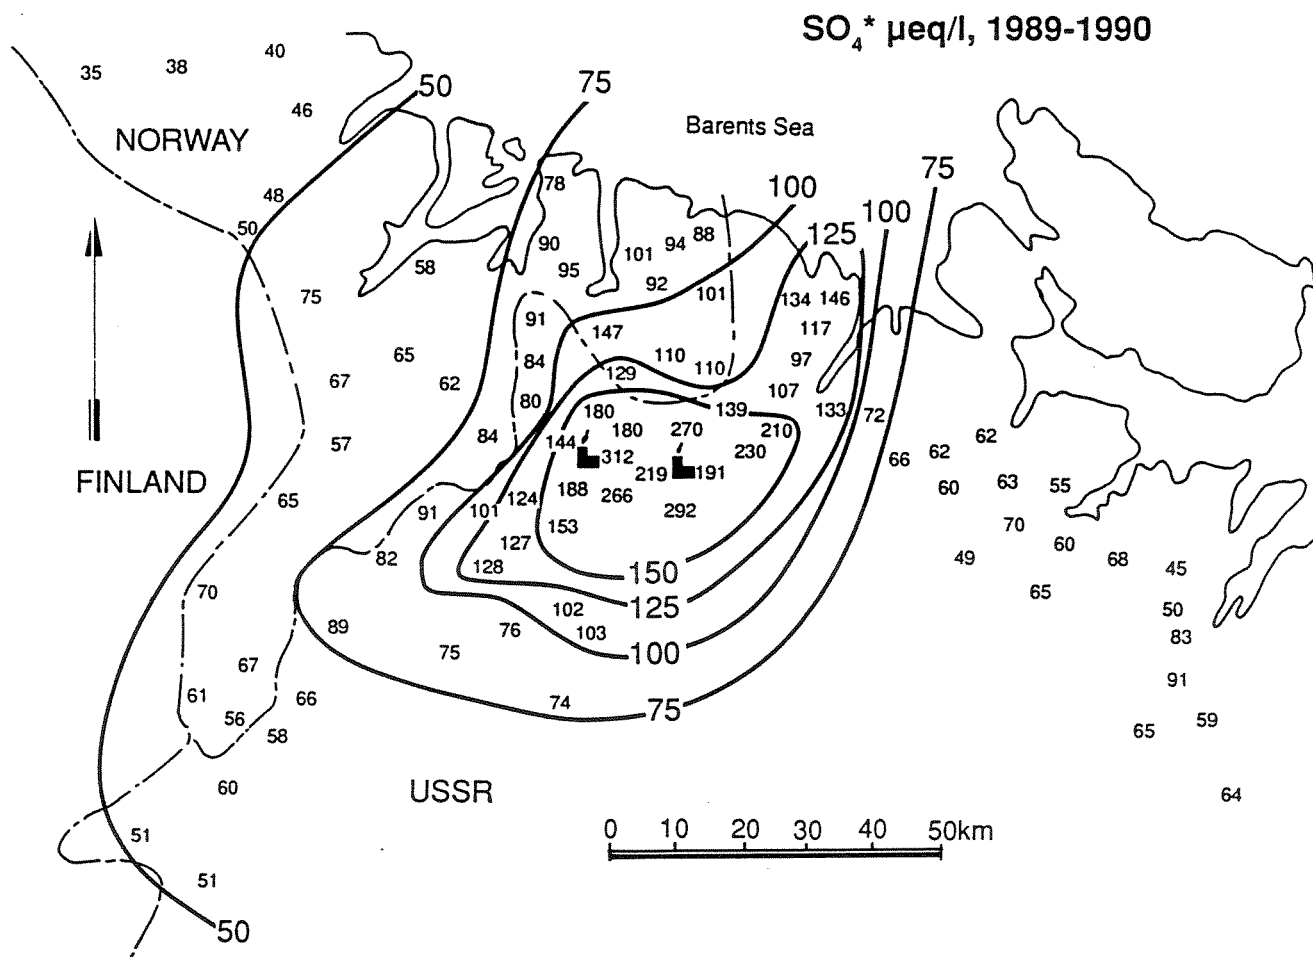 SO₄* µeq/l, 1989-1990
40
35 38
50 75
46
Barents Sea
NORWAY
75
78 100
48
100
50 88 125
90 94
101
58 95
92
75 101 134 146
91 147 117
65 84 110 97
67 62 129 110
107
80 180 139 133 72
84 180 270 210 62
57 144 230 62
312 66
219 191
FINLAND 188 60 63 55
65 124 266
91 101 292 70
153
127 60
82 49 68
128 150 45
70 65
102 125 50
89 76 103
83
75 100
67
91
61 66
74 75
56 59
58 65
60 USSR
64
0 10 20 30 40 50km
51
51
50